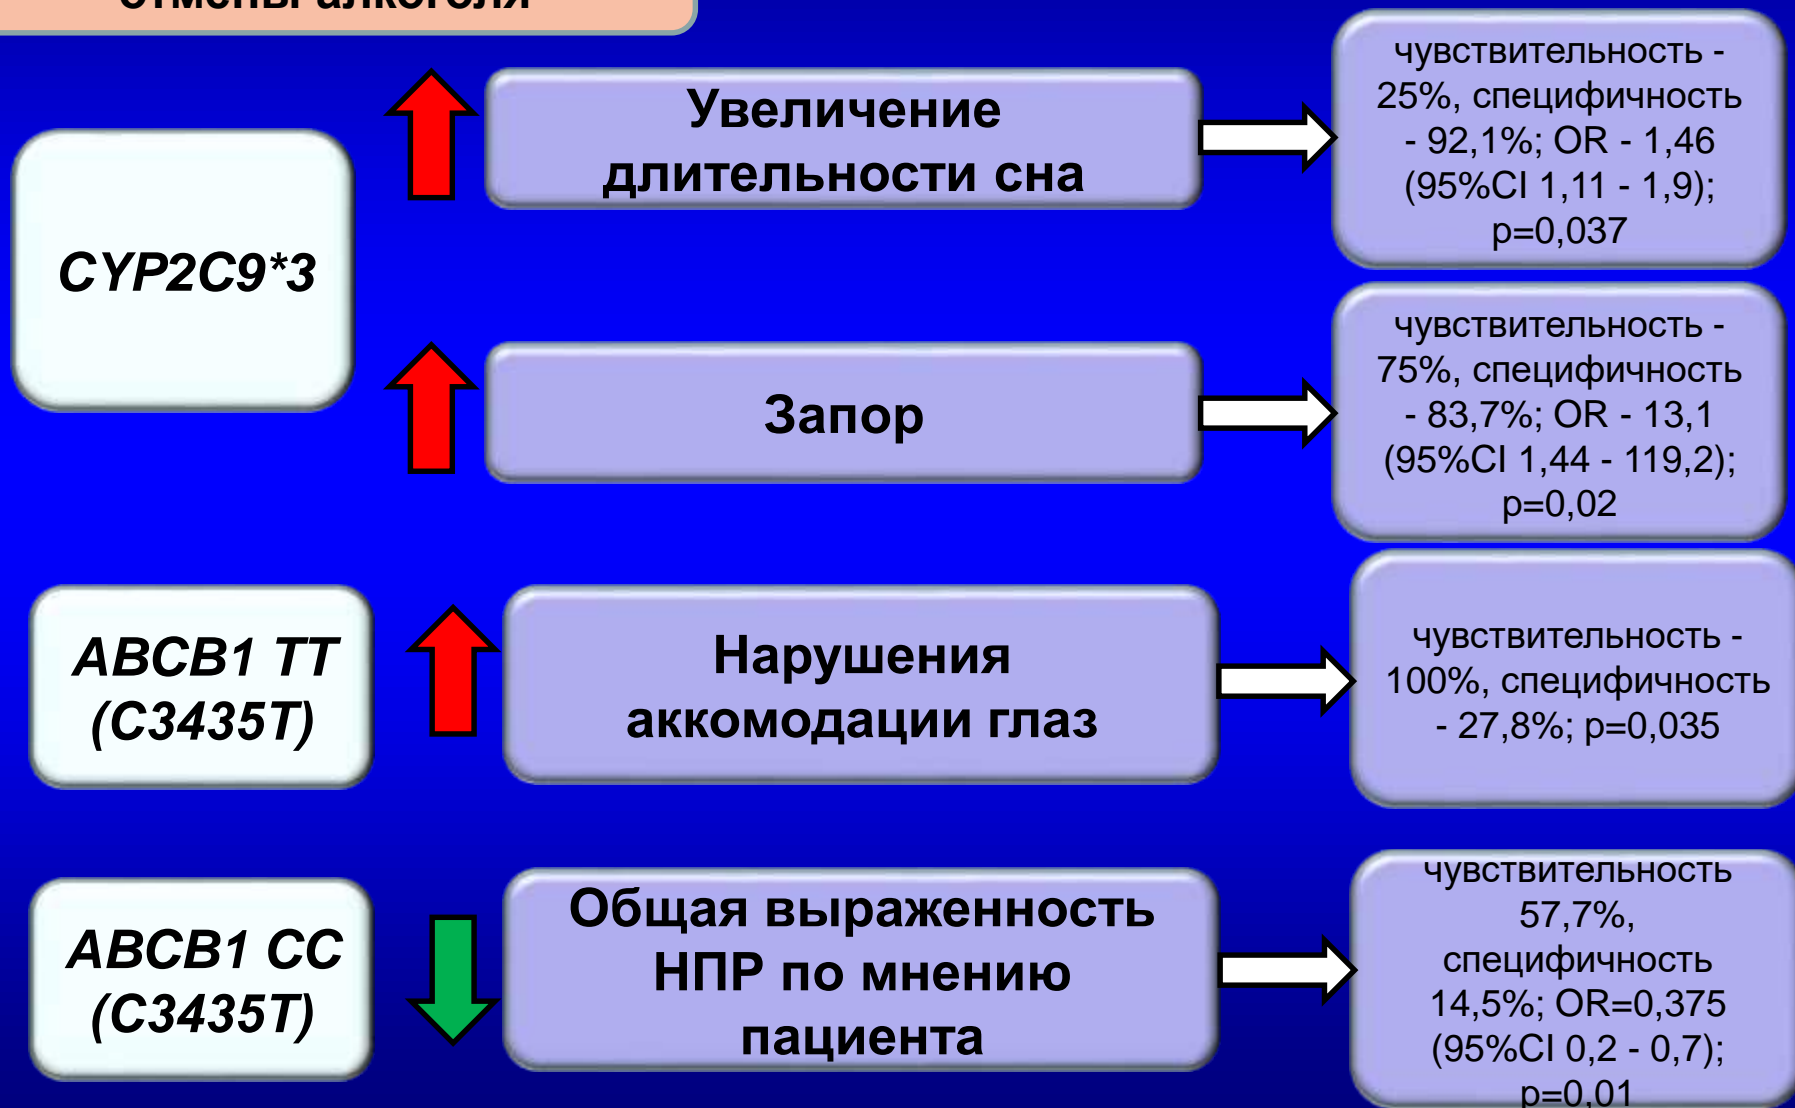 отмены алкоголя
CYP2C9*3
Увеличение
длительности сна
чувствительность -
25%, специфичность
- 92,1%; OR - 1,46
(95%CI 1,11 - 1,9);
p=0,037
Запор
чувствительность -
75%, специфичность
- 83,7%; OR - 13,1
(95%CI 1,44 - 119,2);
p=0,02
ABCB1 TT
(C3435T)
Нарушения
аккомодации глаз
чувствительность -
100%, специфичность
- 27,8%; p=0,035
ABCB1 CC
(C3435T)
Общая выраженность
НПР по мнению
пациента
чувствительность
57,7%,
специфичность
14,5%; OR=0,375
(95%CI 0,2 - 0,7);
p=0,01